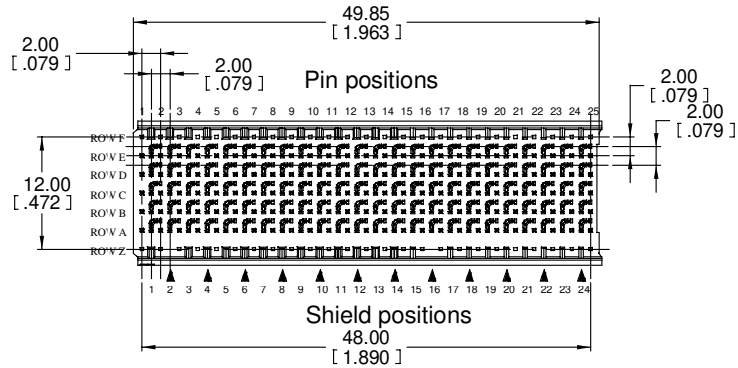 49.85
[ 1.963 ]
2.00
[ .079 ]
2.00
[ .079 ]
Pin positions
2.00
[ .079 ]
2.00
[ .079 ]
1 2 3 4 5 6 7 8 9 10 11 12 13 14 15 16 17 18 19 20 21 22 23 24 25
ROW F
ROW E
ROW D
ROW C
ROW B
ROW A
ROW Z
12.00
[ .472 ]
1 2 3 4 5 6 7 8 9 10 11 12 13 14 15 16 17 18 19 20 21 22 23 24
Shield positions
48.00
[ 1.890 ]